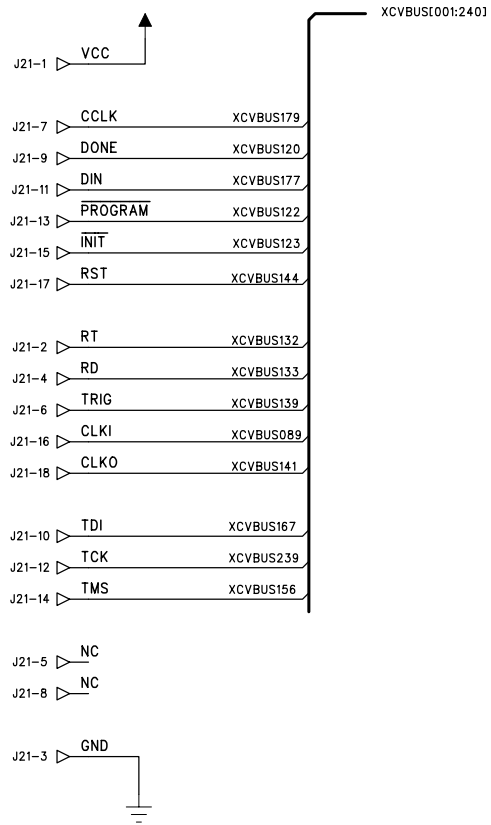 XCVBUS[001:240]
J21-1 VCC
J21-7 CCLK XCVBUS179
J21-9 DONE XCVBUS120
J21-11 DIN XCVBUS177
J21-13 PROGRAM XCVBUS122
J21-15 INIT XCVBUS123
J21-17 RST XCVBUS144
J21-2 RT XCVBUS132
J21-4 RD XCVBUS133
J21-6 TRIG XCVBUS139
J21-16 CLKI XCVBUS089
J21-18 CLKO XCVBUS141
J21-10 TDI XCVBUS167
J21-12 TCK XCVBUS239
J21-14 TMS XCVBUS156
J21-5 NC
J21-8 NC
J21-3 GND